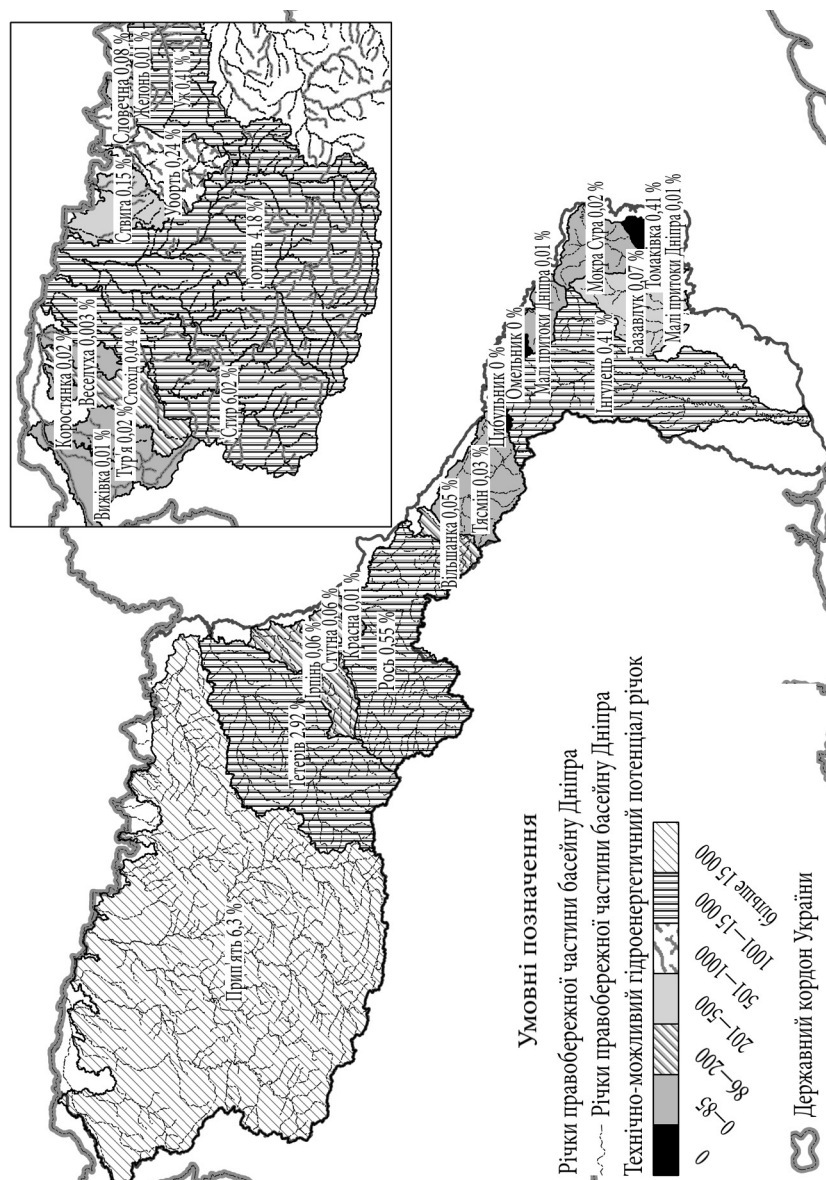 Словечна 0,08 %
Желонь 0,01 %
Уж 0,41 %
Уборть 0,24 %
Ствига 0,15 %
Горинь 4,18 %
Коростянка 0,02 %
Веселуха 0,003 %
Стохід 0,04 %
Тур'я 0,02 %
Вижівка 0,01 %
Стир 6,02 %
Прип'ять 6,3 %
Тетерів 2,92 %
Ірпінь 0,06 %
Стугна 0,06 %
Красна 0,01 %
Рось 0,55 %
Вільшанка 0,05 %
Тясмін 0,03 %
Цибульник 0 %
Омельник 0 %
Малі притоки Дніпра 0,01 %
Інгулець 0,41 %
Мокра Сура 0,02 %
Базавлук 0,07 %
Томаківка 0,41 %
Малі притоки Дніпра 0,01 %
Умовні позначення
Річки правобережної частини басейну Дніпра
Річки правобережної частини басейну Дніпра
Технічно-можливий гідроенергетичний потенціал річок
0
0–85
86–200
201–500
501–1000
1001–15 000
більше 15 000
Державний кордон України